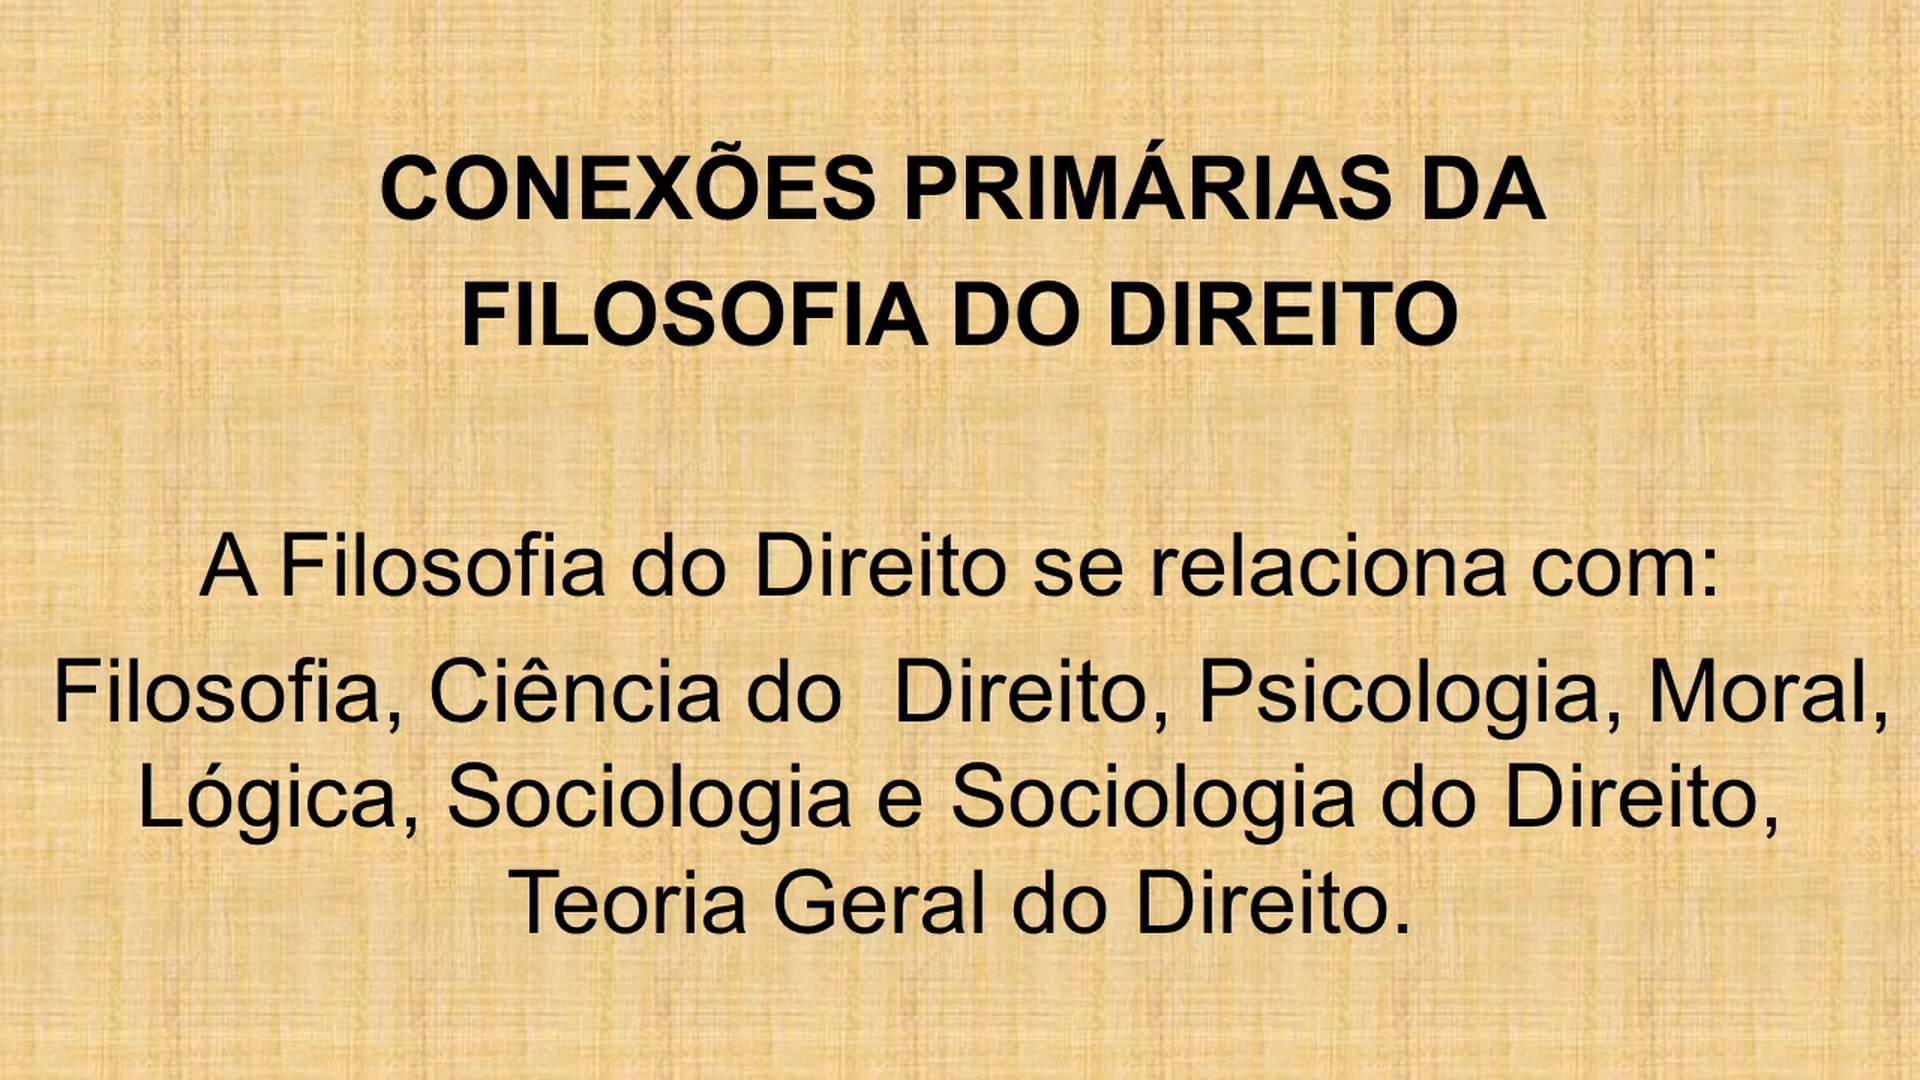 CONEXÕES PRIMÁRIAS DA
FILOSOFIA DO DIREITO
A Filosofia do Direito se relaciona com:
Filosofia, Ciência do  Direito, Psicologia, Moral,
Lógica, Sociologia e Sociologia do Direito,
Teoria Geral do Direito.